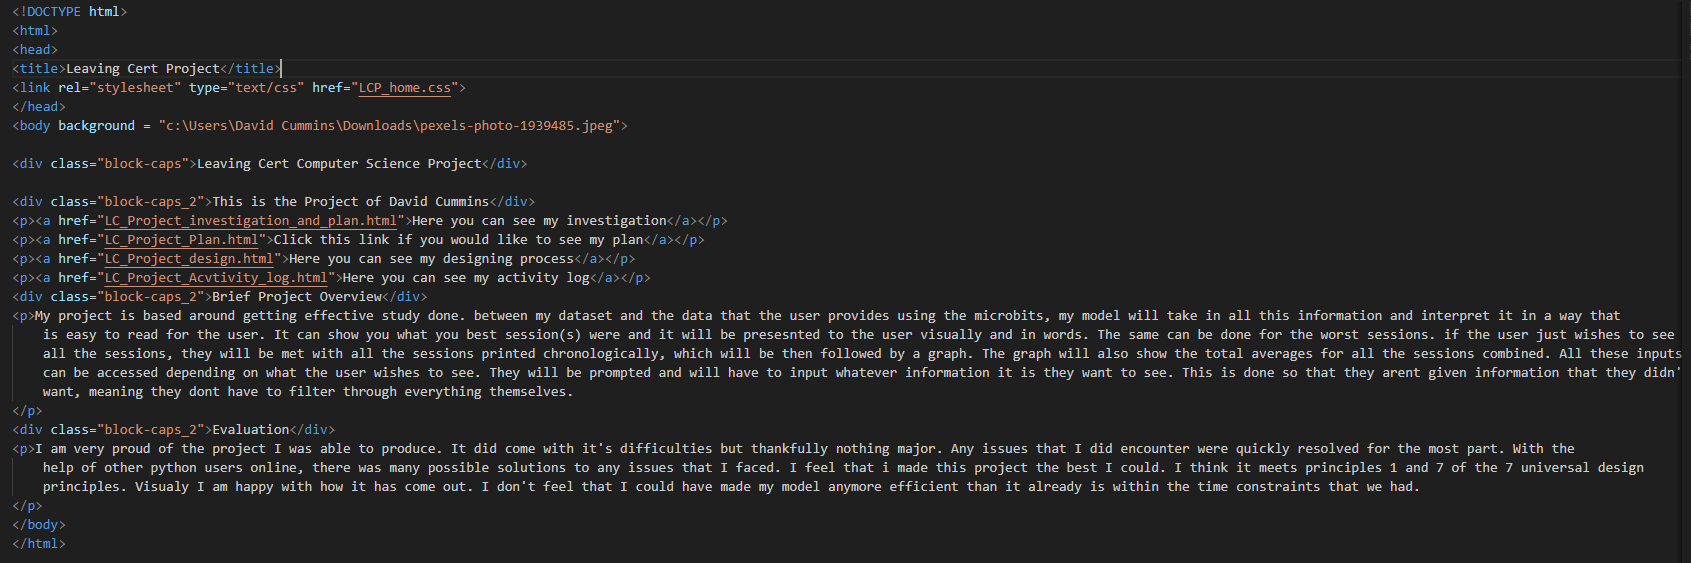 <!DOCTYPE html>
<html>
<head>
<title>Leaving Cert Project</title>
<link rel="stylesheet" type="text/css" href="LCP_home.css">
</head>
<body background = "c:\Users\David Cummins\Downloads\pexels-photo-1939485.jpeg">
<div class="block-caps">Leaving Cert Computer Science Project</div>
<div class="block-caps_2">This is the Project of David Cummins</div>
<p><a href="LC_Project_investigation_and_plan.html">Here you can see my investigation</a></p>
<p><a href="LC_Project_Plan.html">Click this link if you would like to see my plan</a></p>
<p><a href="LC_Project_design.html">Here you can see my designing process</a></p>
<p><a href="LC_Project_Acvtivity_log.html">Here you can see my activity log</a></p>
<div class="block-caps_2">Brief Project Overview</div>
<p>My project is based around getting effective study done. between my dataset and the data that the user provides using the microbits, my model will take in all this information and interpret it in a way that
is easy to read for the user. It can show you what you best session(s) were and it will be presesnted to the user visually and in words. The same can be done for the worst sessions. if the user just wishes to see
all the sessions, they will be met with all the sessions printed chronologically, which will be then followed by a graph. The graph will also show the total averages for all the sessions combined. All these inputs
can be accessed depending on what the user wishes to see. They will be prompted and will have to input whatever information it is they want to see. This is done so that they arent given information that they didn'
want, meaning they dont have to filter through everything themselves.
</p>
<div class="block-caps_2">Evaluation</div>
<p>I am very proud of the project I was able to produce. It did come with it's difficulties but thankfully nothing major. Any issues that I did encounter were quickly resolved for the most part. With the
help of other python users online, there was many possible solutions to any issues that I faced. I feel that i made this project the best I could. I think it meets principles 1 and 7 of the 7 universal design
principles. Visualy I am happy with how it has come out. I don't feel that I could have made my model anymore efficient than it already is within the time constraints that we had.
</p>
</body>
</html>